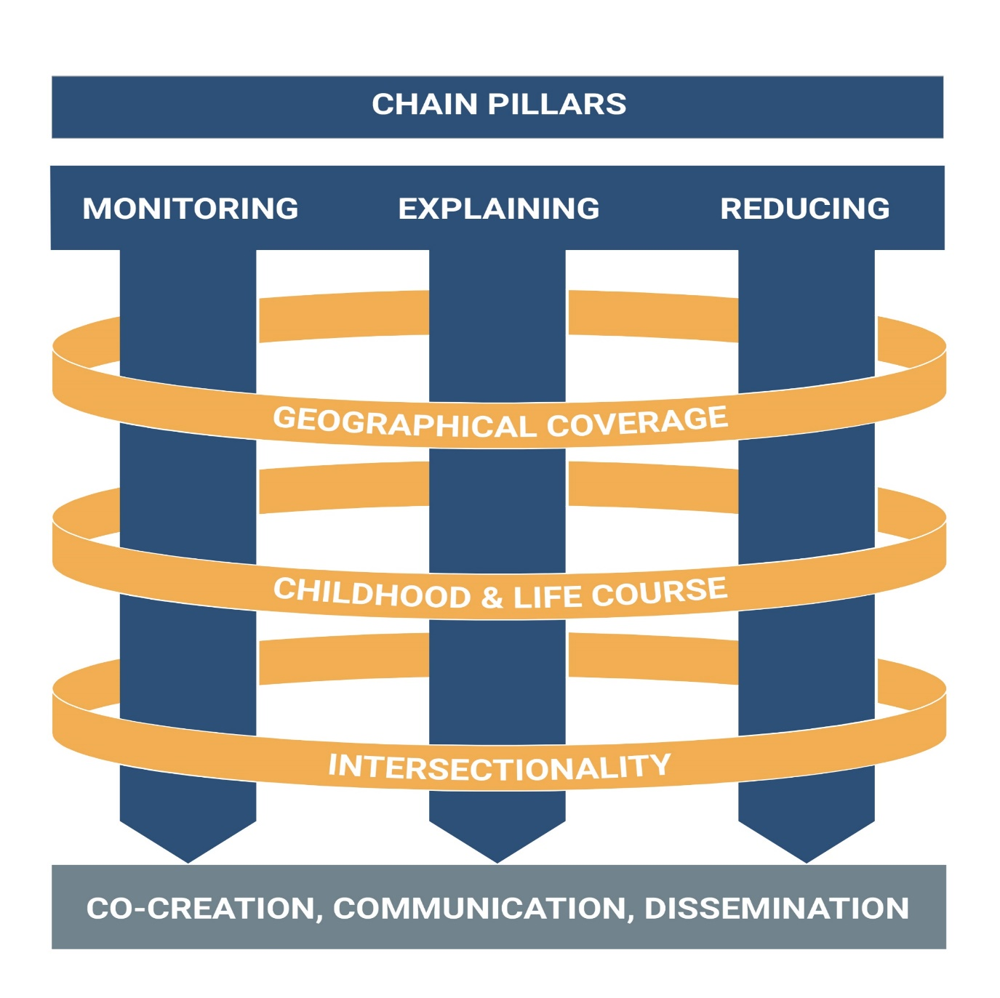 CHAIN PILLARS
MONITORING EXPLAINING REDUCING
GEOGRAPHICAL COVERAGE
CHILDHOOD & LIFE COURSE
INTERSECTIONALITY
CO-CREATION, COMMUNICATION, DISSEMINATION